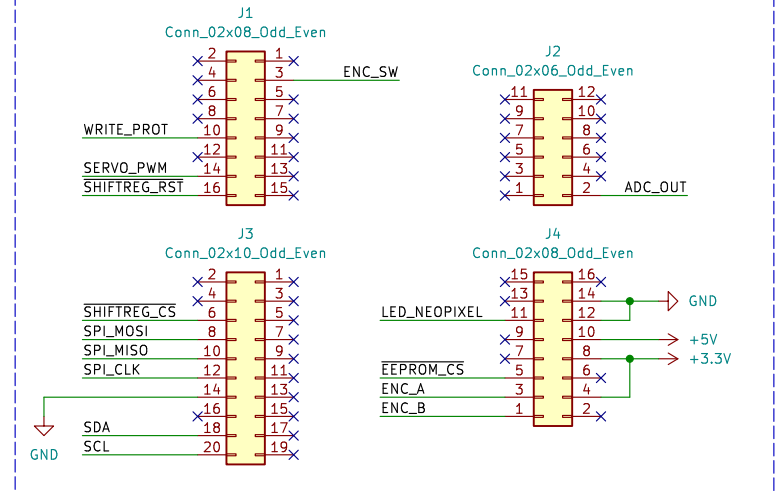 J1
Conn_02x08_Odd_Even
2 1
4 3 ENC_SW
6 5
8 7
WRITE_PROT 10 9
12 11
SERVO_PWM 14 13
SHIFTREG_RST 16 15
J2
Conn_02x06_Odd_Even
11 12
9 10
7 8
5 6
3 4
1 2 ADC_OUT
J3
Conn_02x10_Odd_Even
2 1
4 3
SHIFTREG_CS 6 5
SPI_MOSI 8 7
SPI_MISO 10 9
SPI_CLK 12 11
14 13
16 15
SDA 18 17
SCL 20 19
GND
J4
Conn_02x08_Odd_Even
15 16
13 14 GND
LED_NEOPIXEL 11 12
9 10 +5V
7 8 +3.3V
EEPROM_CS 5 6
ENC_A 3 4
ENC_B 1 2